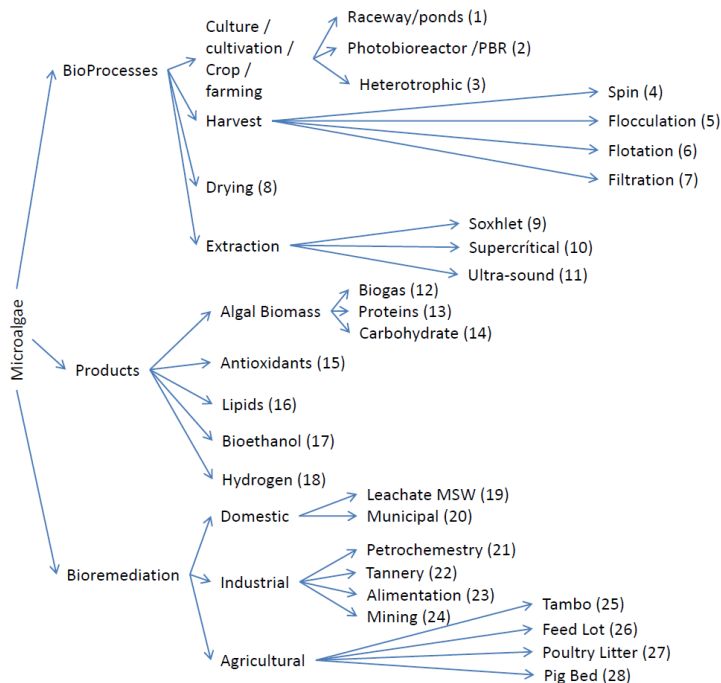 Microalgae
BioProcesses
Culture /
cultivation /
Crop /
farming
Raceway/ponds (1)
Photobioreactor /PBR (2)
Heterotrophic (3)
Harvest
Spin (4)
Flocculation (5)
Flotation (6)
Filtration (7)
Drying (8)
Extraction
Soxhlet (9)
Supercrítical (10)
Ultra-sound (11)
Products
Algal Biomass
Biogas (12)
Proteins (13)
Carbohydrate (14)
Antioxidants (15)
Lipids (16)
Bioethanol (17)
Hydrogen (18)
Bioremediation
Domestic
Leachate MSW (19)
Municipal (20)
Industrial
Petrochemestry (21)
Tannery (22)
Alimentation (23)
Mining (24)
Agricultural
Tambo (25)
Feed Lot (26)
Poultry Litter (27)
Pig Bed (28)